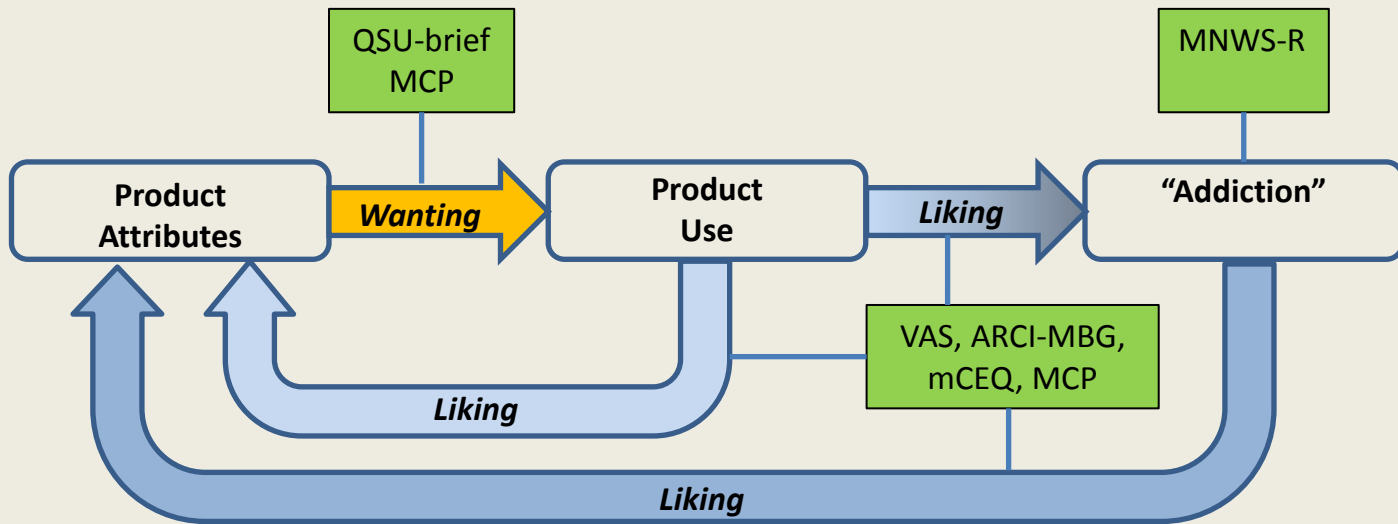 QSU-brief
MCP
MNWS-R
Product
Attributes
Wanting
Product
Use
Liking
“Addiction”
VAS, ARCI-MBG,
mCEQ, MCP
Liking
Liking